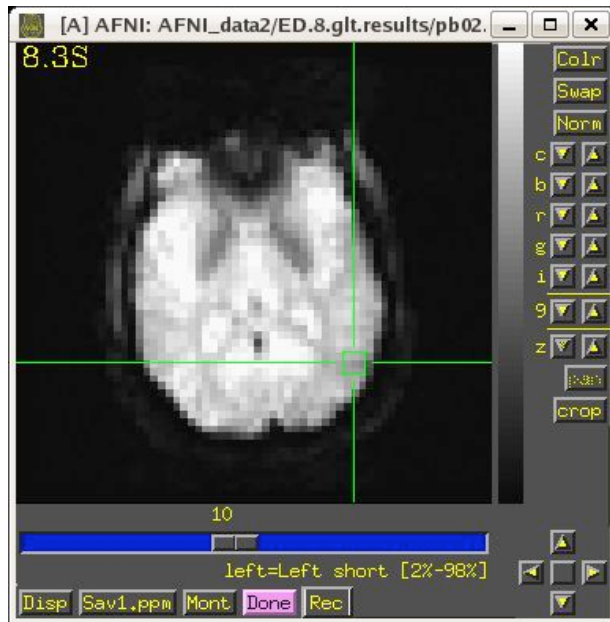 [A] AFNI: AFNI_data2/ED.8.glt.results/pb02.
8.3S
Colr
Swap
Norm
c
b
r
g
i
9
z
pan
crop
10
left=Left short [2%-98%]
Disp Sav1.ppm Mont Done Rec